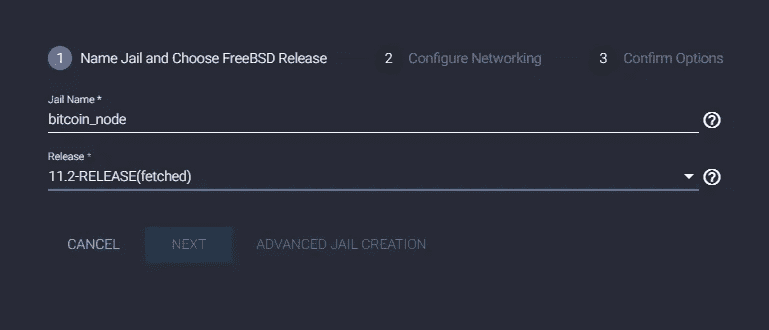 1 Name Jail and Choose FreeBSD Release 2 Configure Networking 3 Confirm Options
Jail Name *
bitcoin_node ?
Release *
11.2-RELEASE(fetched) ?
CANCEL NEXT ADVANCED JAIL CREATION